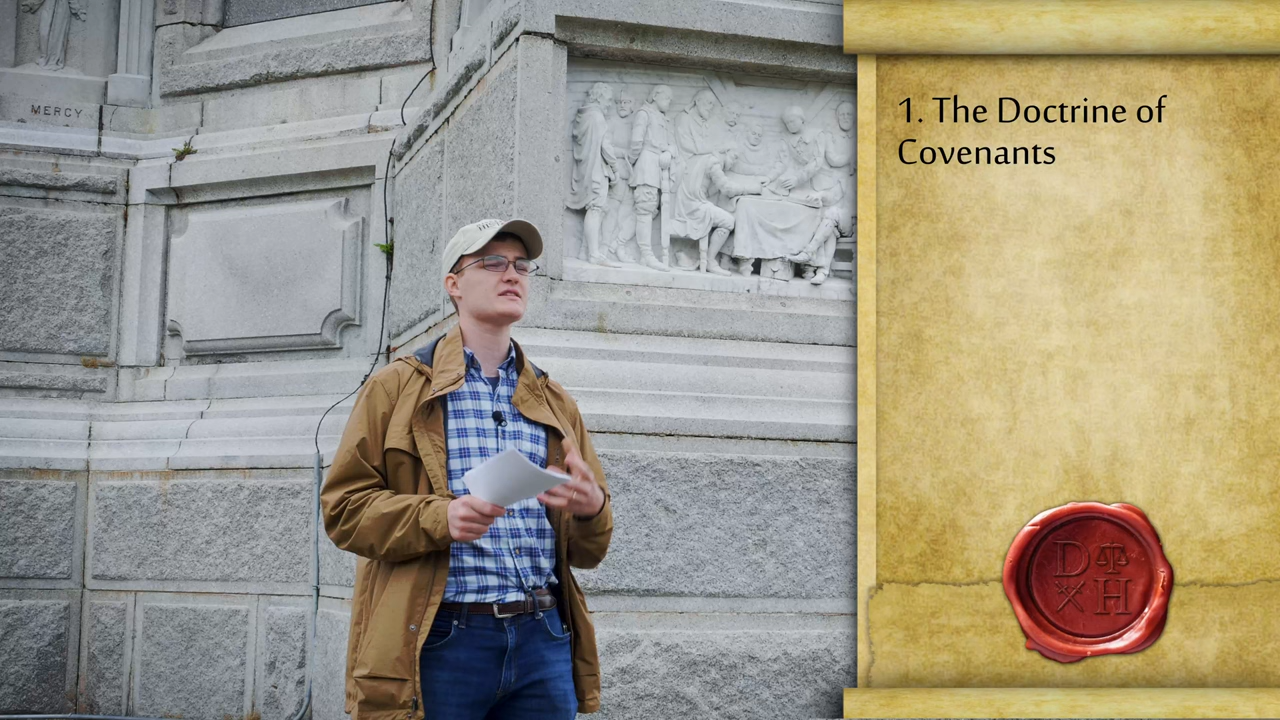 MERCY
1. The Doctrine of
Covenants
D
H